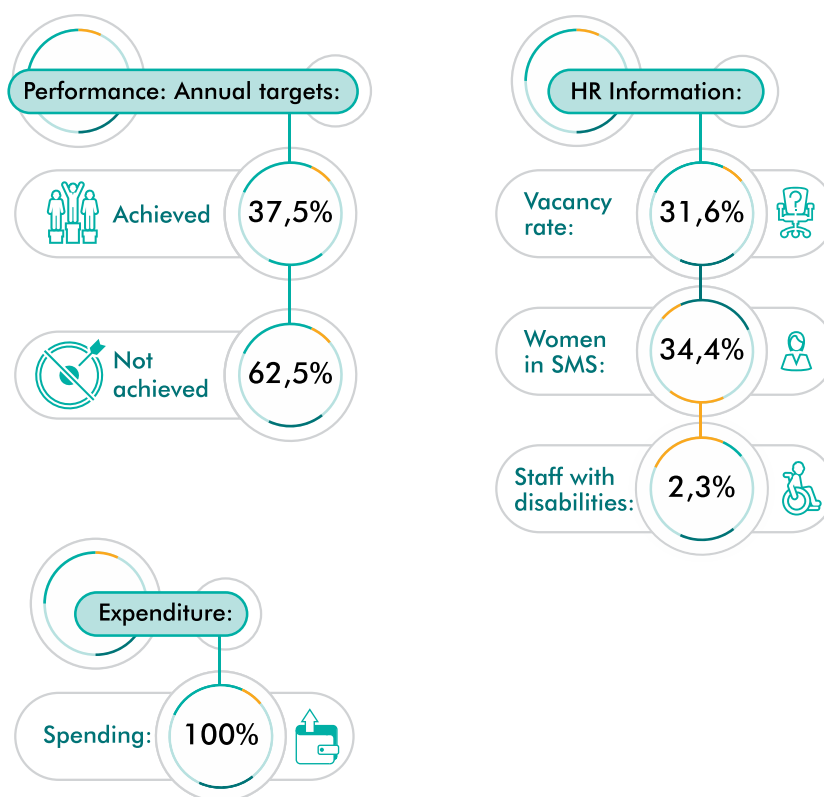 Performance: Annual targets:
Achieved
37,5%
Not
achieved
62,5%
HR Information:
Vacancy
rate:
31,6%
?
Women
in SMS:
34,4%
Staff with
disabilities:
2,3%
Expenditure:
Spending:
100%